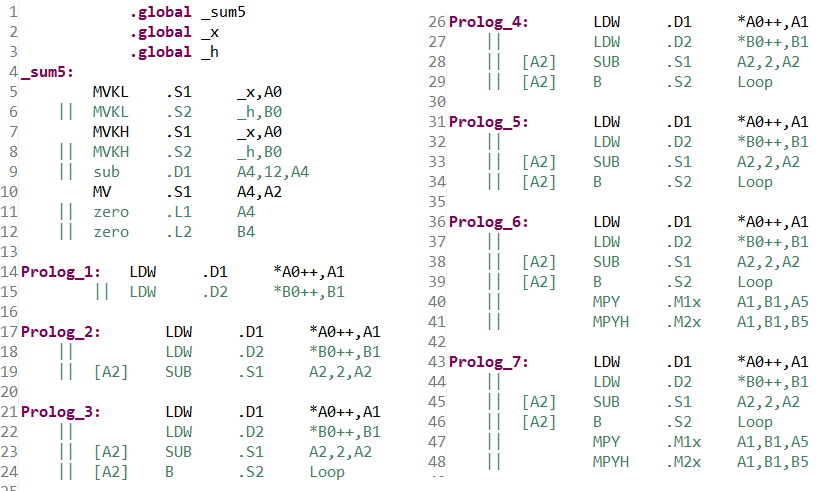 1 .global _sum5
2 .global _x
3 .global _h
4 _sum5:
5 MVKL .S1 _x,A0
6 || MVKL .S2 _h,B0
7 MVKH .S1 _x,A0
8 || MVKH .S2 _h,B0
9 || sub .D1 A4,12,A4
10 MV .S1 A4,A2
11 || zero .L1 A4
12 || zero .L2 B4
13
14 Prolog_1: LDW .D1 *A0++,A1
15 || LDW .D2 *B0++,B1
16
17 Prolog_2: LDW .D1 *A0++,A1
18 || LDW .D2 *B0++,B1
19 || [A2] SUB .S1 A2,2,A2
20
21 Prolog_3: LDW .D1 *A0++,A1
22 || LDW .D2 *B0++,B1
23 || [A2] SUB .S1 A2,2,A2
24 || [A2] B .S2 Loop
25
26 Prolog_4: LDW .D1 *A0++,A1
27 || LDW .D2 *B0++,B1
28 || [A2] SUB .S1 A2,2,A2
29 || [A2] B .S2 Loop
30
31 Prolog_5: LDW .D1 *A0++,A1
32 || LDW .D2 *B0++,B1
33 || [A2] SUB .S1 A2,2,A2
34 || [A2] B .S2 Loop
35
36 Prolog_6: LDW .D1 *A0++,A1
37 || LDW .D2 *B0++,B1
38 || [A2] SUB .S1 A2,2,A2
39 || [A2] B .S2 Loop
40 || MPY .M1x A1,B1,A5
41 || MPYH .M2x A1,B1,B5
42
43 Prolog_7: LDW .D1 *A0++,A1
44 || LDW .D2 *B0++,B1
45 || [A2] SUB .S1 A2,2,A2
46 || [A2] B .S2 Loop
47 || MPY .M1x A1,B1,A5
48 || MPYH .M2x A1,B1,B5